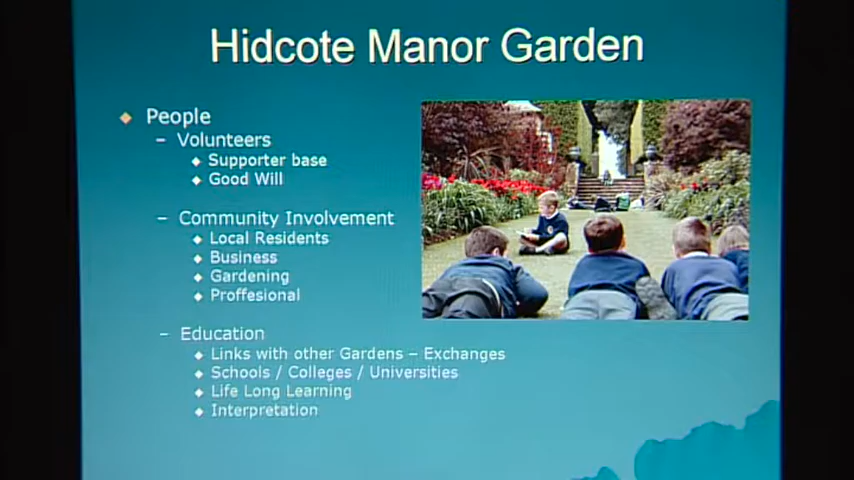 Hidcote Manor Garden
◆ People
– Volunteers
◆ Supporter base
◆ Good Will
– Community Involvement
◆ Local Residents
◆ Business
◆ Gardening
◆ Proffesional
– Education
◆ Links with other Gardens – Exchanges
◆ Schools / Colleges / Universities
◆ Life Long Learning
◆ Interpretation